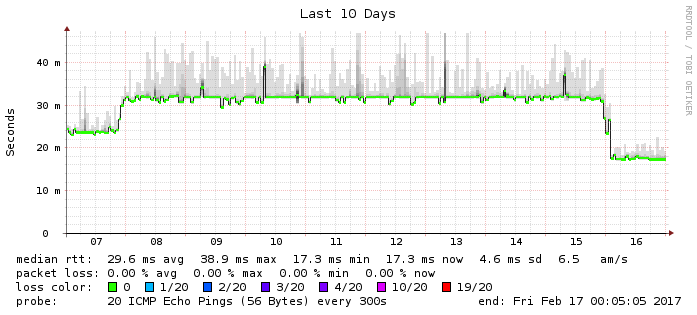 Last 10 Days
RRDTOOL / TOBI OETIKER
Seconds
40 m
30 m
20 m
10 m
0
07 08 09 10 11 12 13 14 15 16
median rtt: 29.6 ms avg 38.9 ms max 17.3 ms min 17.3 ms now 4.6 ms sd 6.5 am/s
packet loss: 0.00 % avg 0.00 % max 0.00 % min 0.00 % now
loss color: 0 1/20 2/20 3/20 4/20 10/20 19/20
probe: 20 ICMP Echo Pings (56 Bytes) every 300s end: Fri Feb 17 00:05:05 2017